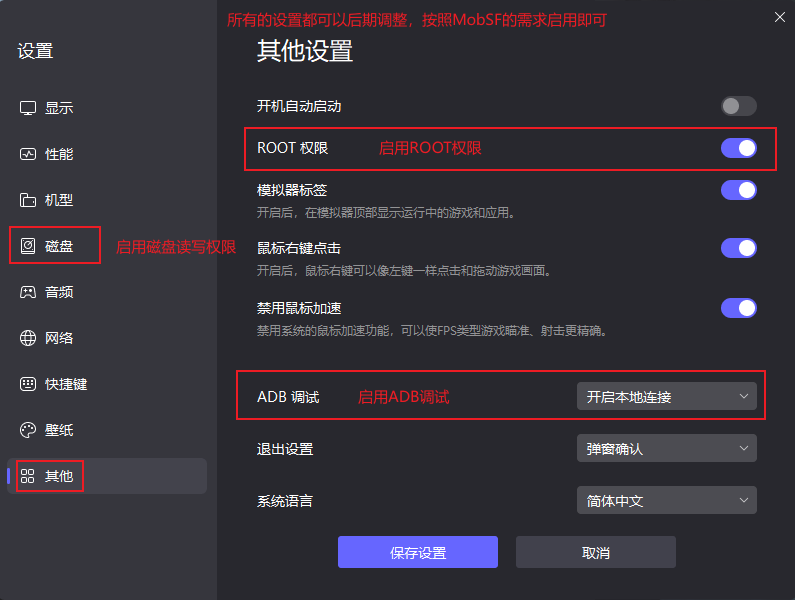 所有的设置都可以后期调整，按照MobSF的需求启用即可
设置
其他设置
显示
开机自动启动
性能
ROOT 权限
启用ROOT权限
机型
模拟器标签
开启后，在模拟器顶部显示运行中的游戏和应用。
磁盘
启用磁盘读写权限
鼠标右键点击
开启后，鼠标右键可以像左键一样点击和拖动游戏画面。
音频
禁用鼠标加速
禁用系统的鼠标加速功能，可以使FPS类型游戏瞄准、射击更精确。
网络
快捷键
ADB 调试
启用ADB调试
开启本地连接
壁纸
退出设置
弹窗确认
其他
系统语言
简体中文
保存设置
取消